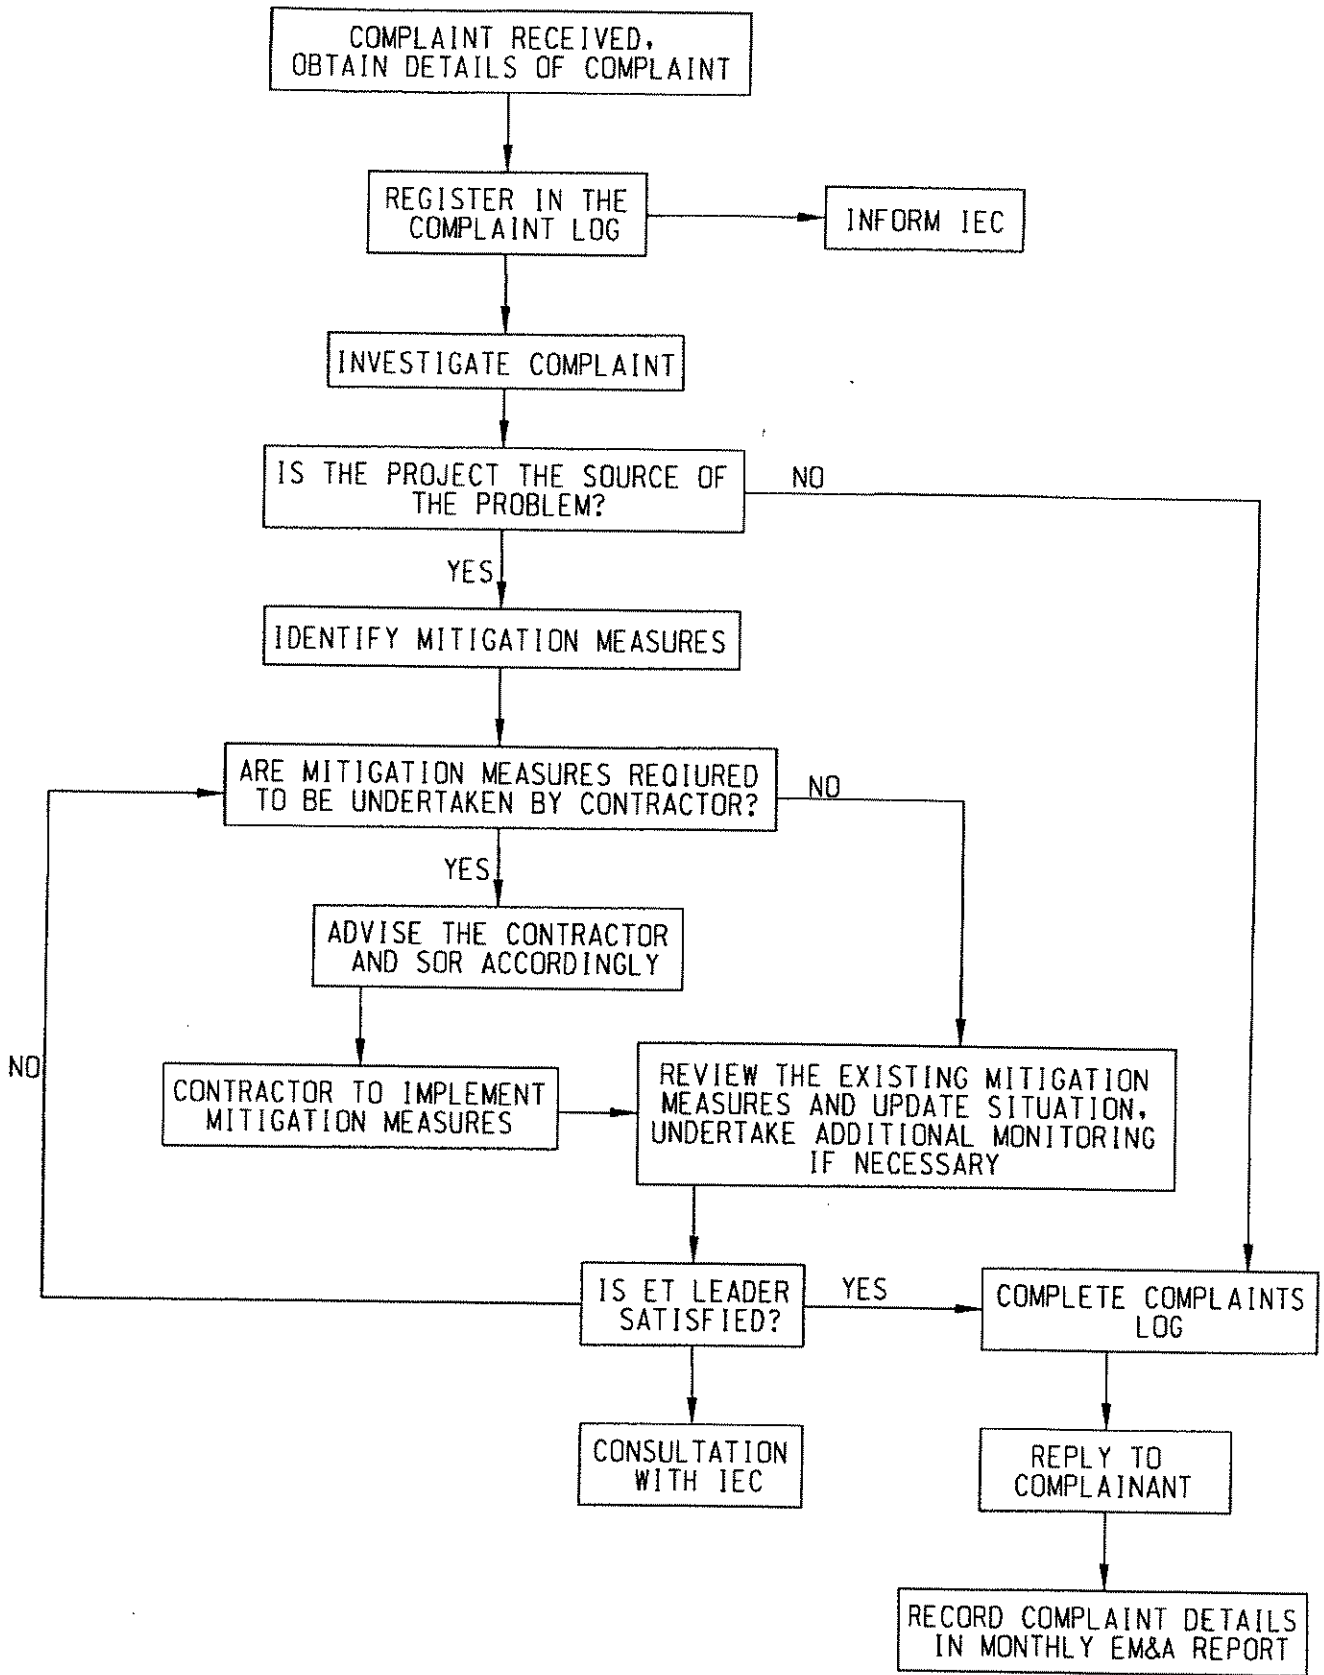 COMPLAINT RECEIVED,
OBTAIN DETAILS OF COMPLAINT
REGISTER IN THE
COMPLAINT LOG
INFORM IEC
INVESTIGATE COMPLAINT
IS THE PROJECT THE SOURCE OF
THE PROBLEM?
NO
YES
IDENTIFY MITIGATION MEASURES
ARE MITIGATION MEASURES REQIURED
TO BE UNDERTAKEN BY CONTRACTOR?
NO
YES
ADVISE THE CONTRACTOR
AND SOR ACCORDINGLY
NO
CONTRACTOR TO IMPLEMENT
MITIGATION MEASURES
REVIEW THE EXISTING MITIGATION
MEASURES AND UPDATE SITUATION,
UNDERTAKE ADDITIONAL MONITORING
IF NECESSARY
IS ET LEADER
SATISFIED?
YES
COMPLETE COMPLAINTS
LOG
CONSULTATION
WITH IEC
REPLY TO
COMPLAINANT
RECORD COMPLAINT DETAILS
IN MONTHLY EM&A REPORT